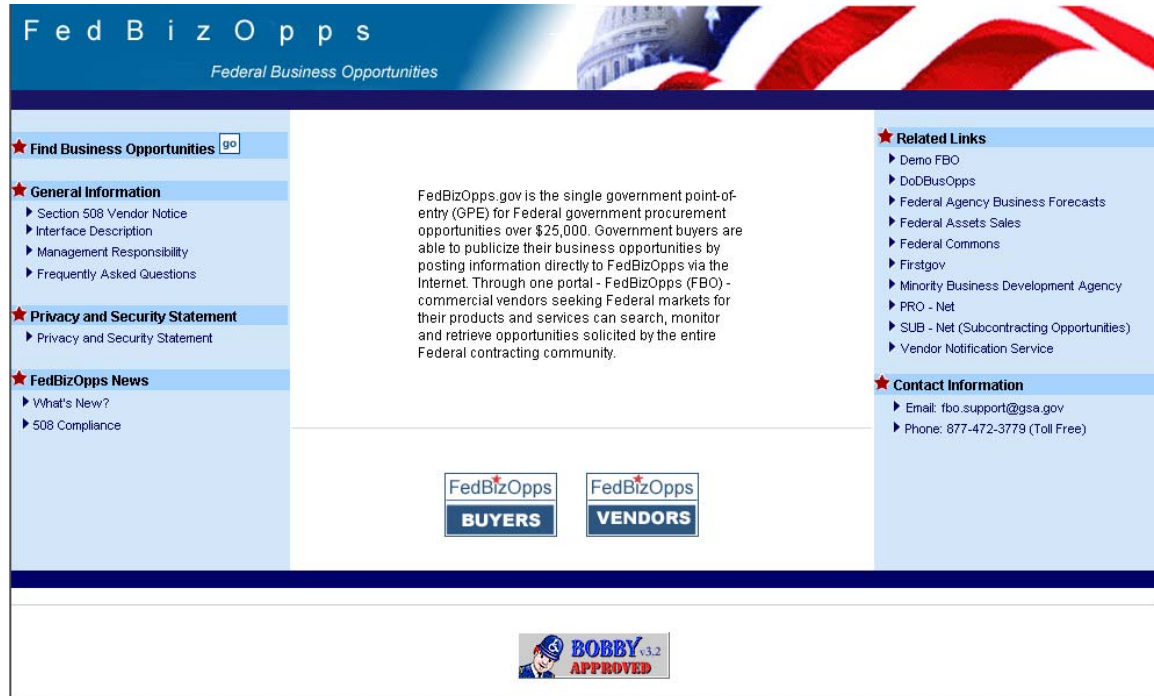 FedBizOpps
Federal Business Opportunities
Find Business Opportunities go
General Information
Section 508 Vendor Notice
Interface Description
Management Responsibility
Frequently Asked Questions
Privacy and Security Statement
Privacy and Security Statement
FedBizOpps News
What's New?
508 Compliance
FedBizOpps.gov is the single government point-of-
entry (GPE) for Federal government procurement
opportunities over $25,000. Government buyers are
able to publicize their business opportunities by
posting information directly to FedBizOpps via the
Internet. Through one portal - FedBizOpps (FBO) -
commercial vendors seeking Federal markets for
their products and services can search, monitor
and retrieve opportunities solicited by the entire
Federal contracting community.
FedBizOpps
BUYERS
FedBizOpps
VENDORS
Related Links
Demo FBO
DoDBusOpps
Federal Agency Business Forecasts
Federal Assets Sales
Federal Commons
Firstgov
Minority Business Development Agency
PRO - Net
SUB - Net (Subcontracting Opportunities)
Vendor Notification Service
Contact Information
Email: fbo.support@gsa.gov
Phone: 877-472-3779 (Toll Free)
BOBBY v3.2
APPROVED